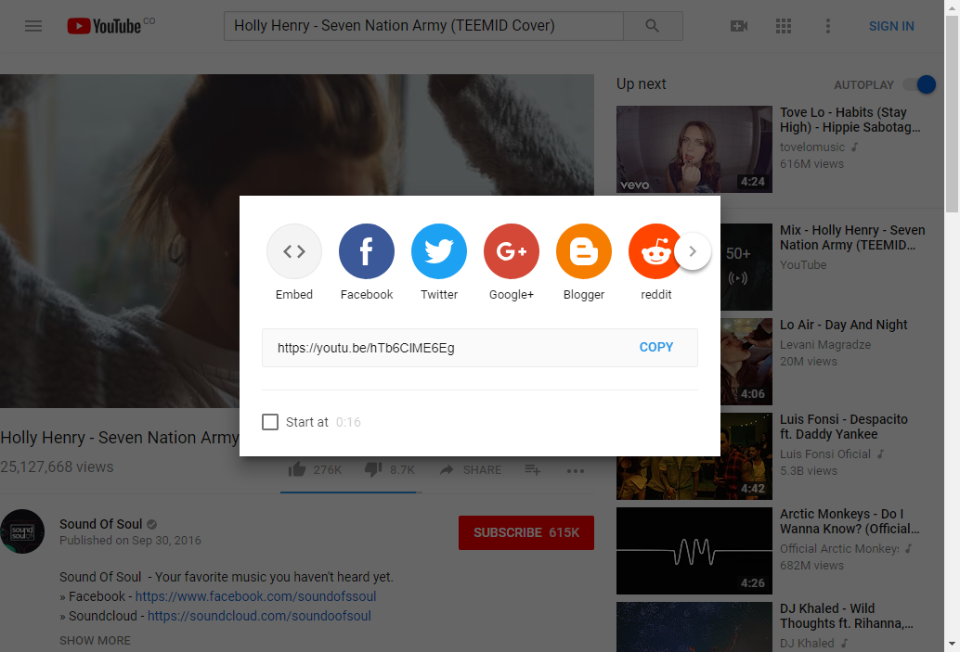 YouTube CO
Holly Henry - Seven Nation Army (TEEMID Cover)
SIGN IN
Up next
AUTOPLAY
vevo
4:24
Tove Lo - Habits (Stay
High) - Hippie Sabotag...
tovelomusic
616M views
50+
Mix - Holly Henry - Seven
Nation Army (TEEMID...
YouTube
4:06
Lo Air - Day And Night
Levani Magradze
20M views
4:42
Luis Fonsi - Despacito
ft. Daddy Yankee
Luis Fonsi Oficial
5.3B views
4:26
Arctic Monkeys - Do I
Wanna Know? (Official...
Official Arctic Monkey
682M views
DJ Khaled - Wild
Thoughts ft. Rihanna,...
DJ Khaled
Embed
Facebook
Twitter
G+
Google+
Blogger
reddit
https://youtu.be/hTb6CIME6Eg
COPY
Start at 0:16
Holly Henry - Seven Nation Army
25,127,668 views
276K
8.7K
SHARE
sound
soul
Sound Of Soul
Published on Sep 30, 2016
SUBSCRIBE 615K
Sound Of Soul - Your favorite music you haven't heard yet.
» Facebook - https://www.facebook.com/soundofssoul
» Soundcloud - https://soundcloud.com/soundoofsoul
SHOW MORE